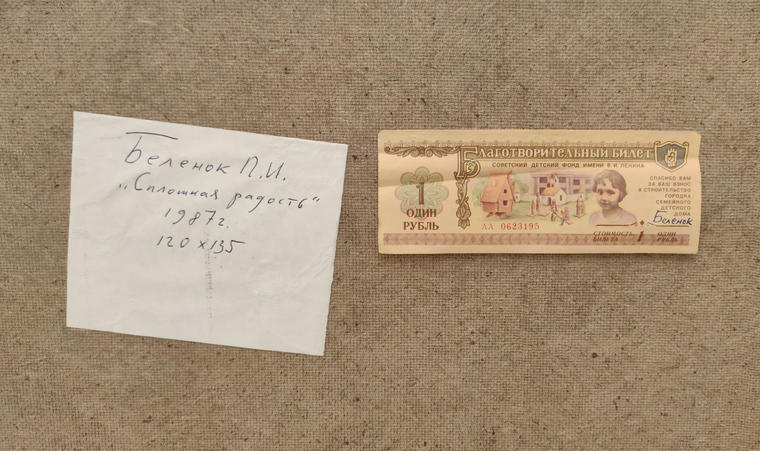 Беленок П.И.
„Сплошная радость“
1987г.
120 х 135
Благотворительный билет
СОВЕТСКИЙ ДЕТСКИЙ ФОНД ИМЕНИ В.И. ЛЕНИНА
1
ОДИН
РУБЛЬ
АА 0623195
СПАСИБО ВАМ
ЗА ВАШ ВЗНОС
В СТРОИТЕЛЬСТВО
ГОРОДКА
СЕМЕЙНОГО
ДЕТСКОГО
ДОМА
Беленок
СТОИМОСТЬ БИЛЕТА 1 ОДИН РУБЛЬ